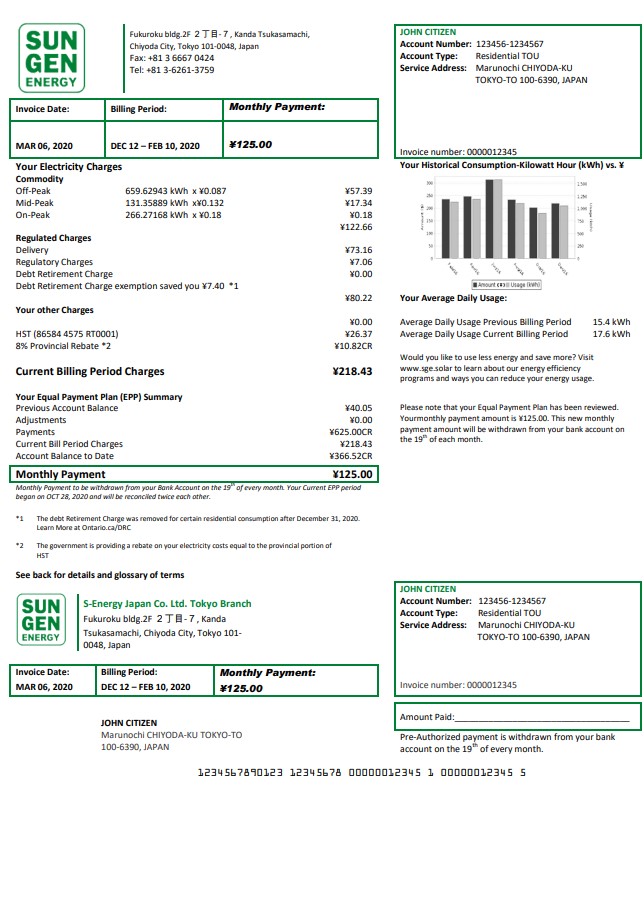 SUN
GEN
ENERGY
Fukuroku bldg.2F ２丁目-７, Kanda Tsukasamachi,
Chiyoda City, Tokyo 101-0048, Japan
Fax: +81 3 6667 0424
Tel: +81 3-6261-3759
JOHN CITIZEN
Account Number: 123456-1234567
Account Type: Residential TOU
Service Address: Marunochi CHIYODA-KU
TOKYO-TO 100-6390, JAPAN
Invoice number: 0000012345
Invoice Date: Billing Period: Monthly Payment:
MAR 06, 2020 DEC 12 – FEB 10, 2020 ¥125.00
Your Electricity Charges
Commodity
Off-Peak 659.62943 kWh x ¥0.087 ¥57.39
Mid-Peak 131.35889 kWh x¥0.132 ¥17.34
On-Peak 266.27168 kWh x ¥0.18 ¥0.18
¥122.66
Regulated Charges
Delivery ¥73.16
Regulatory Charges ¥7.06
Debt Retirement Charge ¥0.00
Debt Retirement Charge exemption saved you ¥7.40 *1
¥80.22
Your other Charges
¥0.00
HST (86584 4575 RT0001) ¥26.37
8% Provincial Rebate *2 ¥10.82CR
Current Billing Period Charges ¥218.43
Your Equal Payment Plan (EPP) Summary
Previous Account Balance ¥40.05
Adjustments ¥0.00
Payments ¥625.00CR
Current Bill Period Charges ¥218.43
Account Balance to Date ¥366.52CR
Monthly Payment ¥125.00
Monthly Payment to be withdrawn from your Bank Account on the 19th of every month. Your Current EPP period
began on OCT 28, 2020 and will be reconciled twice each other.
*1 The debt Retirement Charge was removed for certain residential consumption after December 31, 2020.
Learn More at Ontario.ca/DRC
*2 The government is providing a rebate on your electricity costs equal to the provincial portion of
HST
See back for details and glossary of terms
Your Historical Consumption-Kilowatt Hour (kWh) vs. ¥
300
250
200
150
100
50
0
1,500
1,250
1,000
750
500
250
0
Amount (¥) Usage (kWh)
Your Average Daily Usage:
Average Daily Usage Previous Billing Period 15.4 kWh
Average Daily Usage Current Billing Period 17.6 kWh
Would you like to use less energy and save more? Visit
www.sge.solar to learn about our energy efficiency
programs and ways you can reduce your energy usage.
Please note that your Equal Payment Plan has been reviewed.
Yourmonthly payment amount is ¥125.00. This new monthly
payment amount will be withdrawn from your bank account on
the 19th of each month.
SUN
GEN
ENERGY
S-Energy Japan Co. Ltd. Tokyo Branch
Fukuroku bldg.2F ２丁目-７, Kanda
Tsukasamachi, Chiyoda City, Tokyo 101-
0048, Japan
JOHN CITIZEN
Account Number: 123456-1234567
Account Type: Residential TOU
Service Address: Marunochi CHIYODA-KU
TOKYO-TO 100-6390, JAPAN
Invoice number: 0000012345
Invoice Date: Billing Period: Monthly Payment:
MAR 06, 2020 DEC 12 – FEB 10, 2020 ¥125.00
Amount Paid:
Pre-Authorized payment is withdrawn from your bank
account on the 19th of every month.
JOHN CITIZEN
Marunochi CHIYODA-KU TOKYO-TO
100-6390, JAPAN
1234567890123 12345678 00000012345 1 00000012345 5